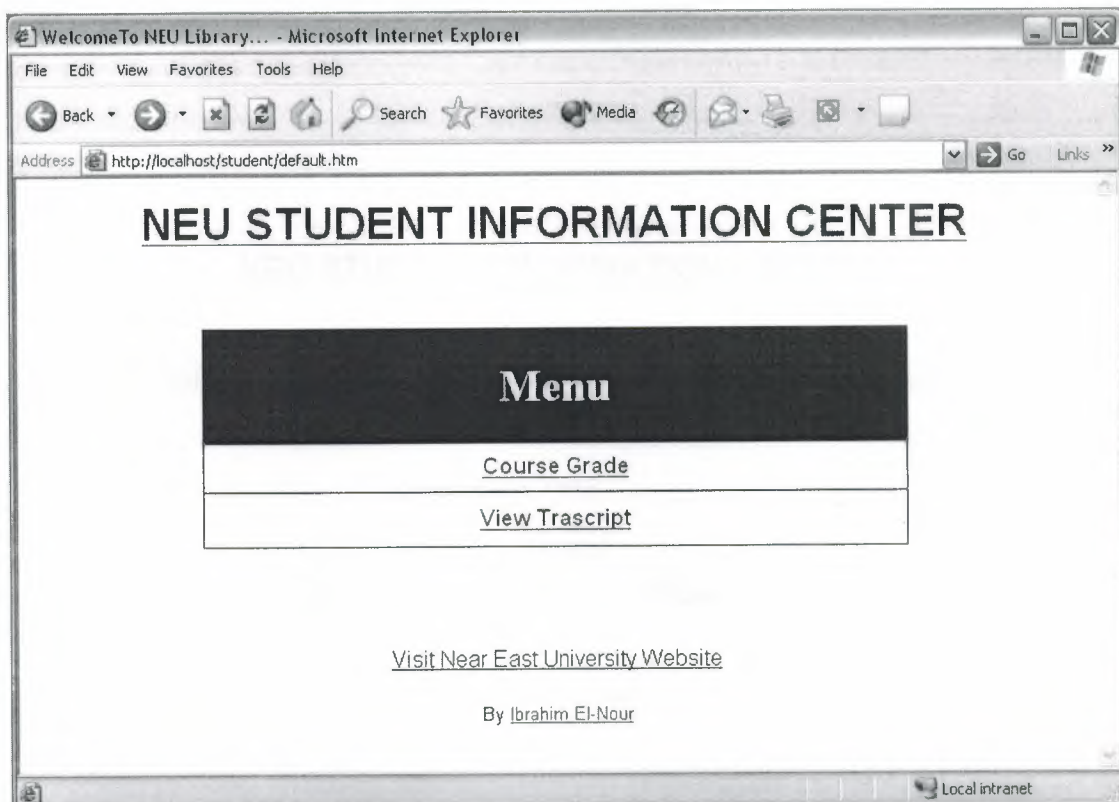 WelcomeTo NEU Library... - Microsoft Internet Explorer
File Edit View Favorites Tools Help
Back Search Favorites Media
Address http://localhost/student/default.htm Go Links »
NEU STUDENT INFORMATION CENTER
Menu
Course Grade
View Trascript
Visit Near East University Website
By Ibrahim El-Nour
Local intranet